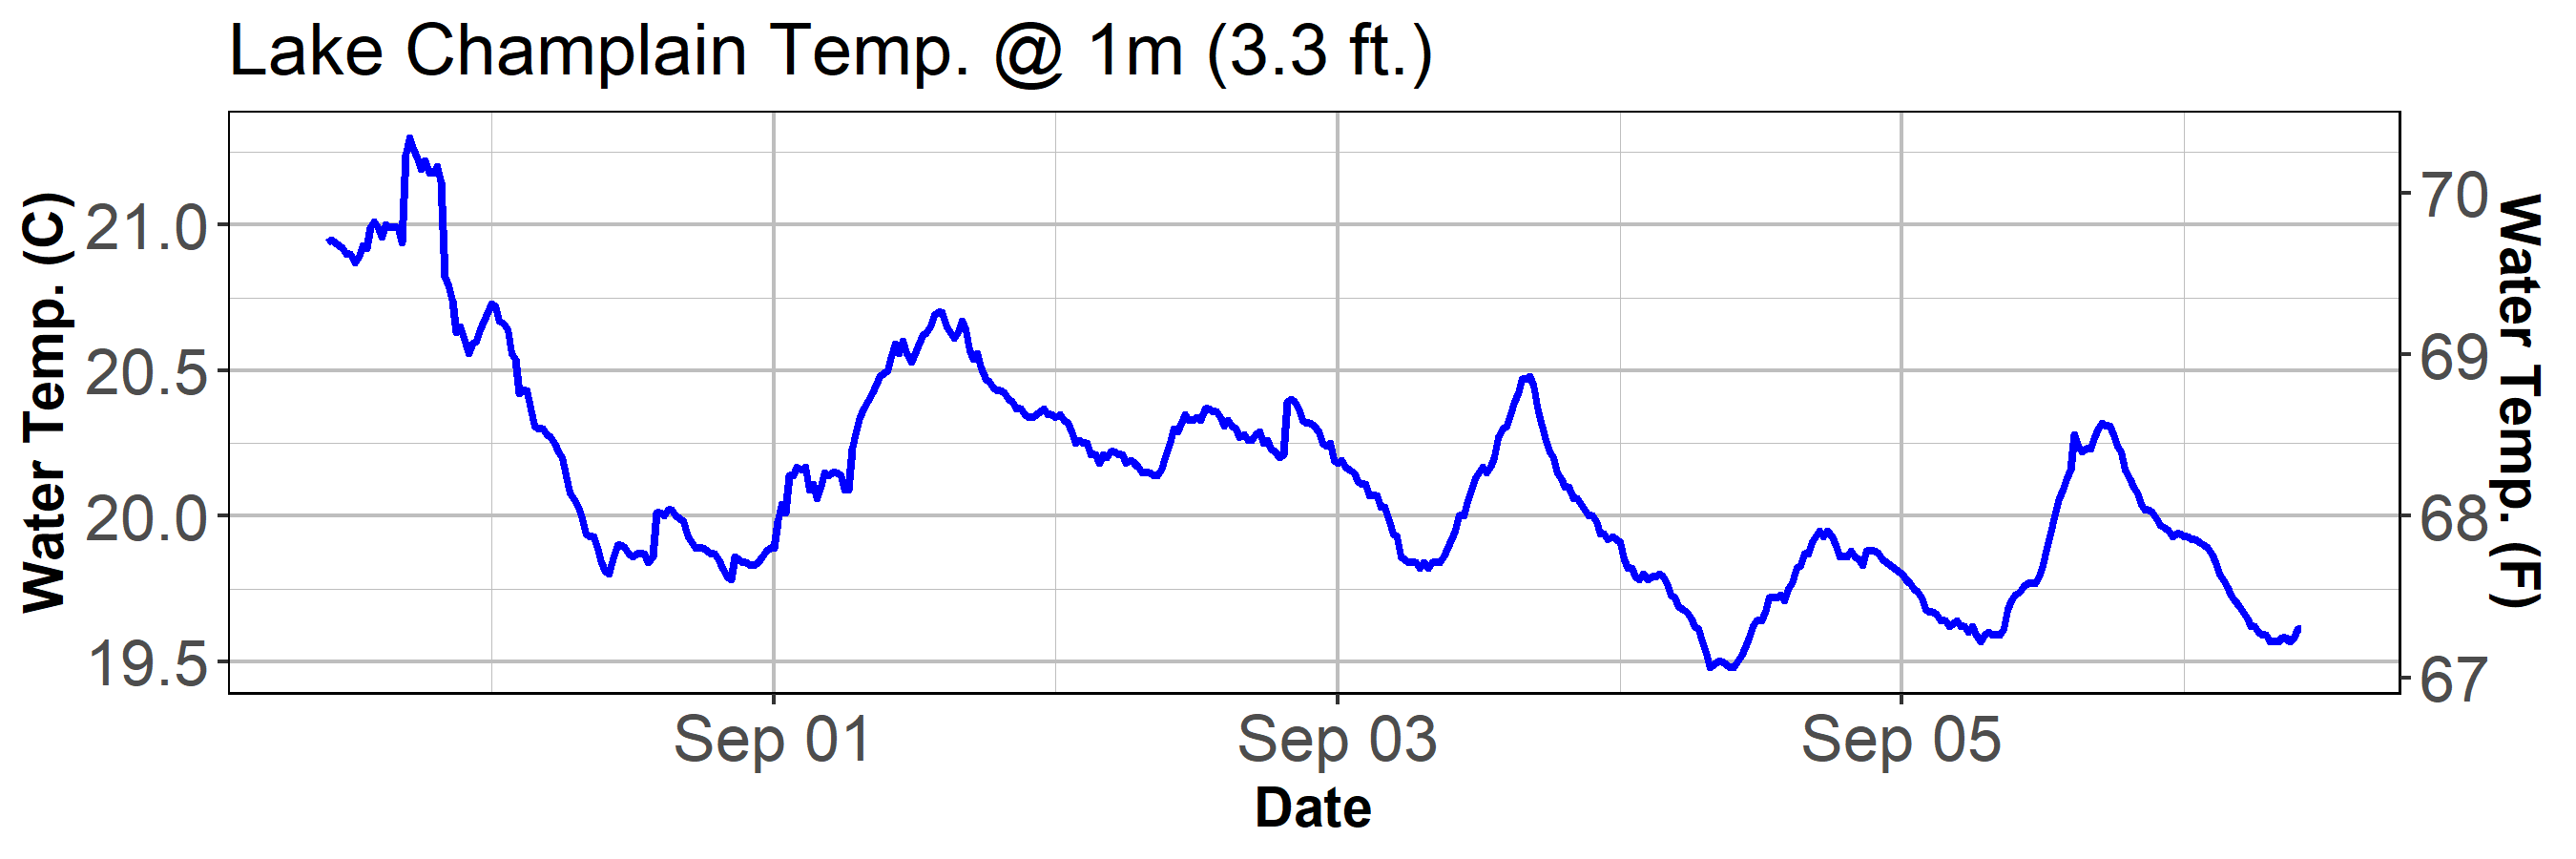 Lake Champlain Temp. @ 1m (3.3 ft.)
Water Temp. (C)
21.0
20.5
20.0
19.5
70
69
68
67
Water Temp. (F)
Sep 01
Sep 03
Sep 05
Date